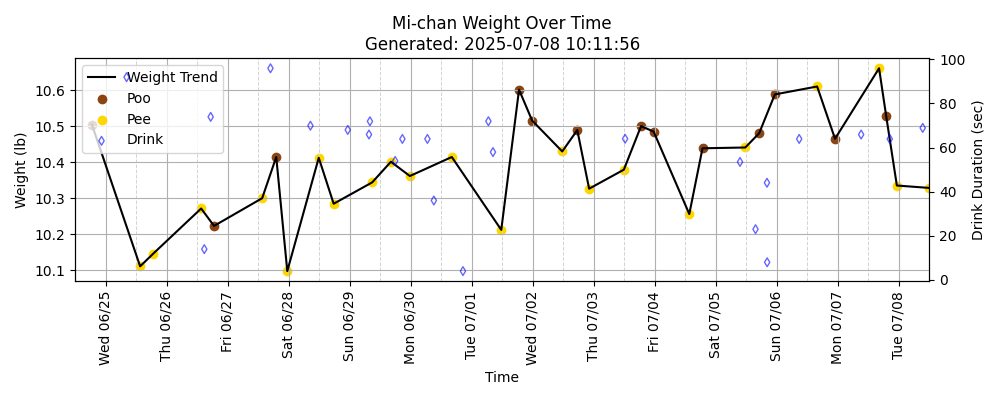 Mi-chan Weight Over Time
Generated: 2025-07-08 10:11:56
Weight Trend
Poo
Pee
Drink
Weight (lb)
10.6
10.5
10.4
10.3
10.2
10.1
Drink Duration (sec)
100
80
60
40
20
0
Wed 06/25
Thu 06/26
Fri 06/27
Sat 06/28
Sun 06/29
Mon 06/30
Tue 07/01
Wed 07/02
Thu 07/03
Fri 07/04
Sat 07/05
Sun 07/06
Mon 07/07
Tue 07/08
Time